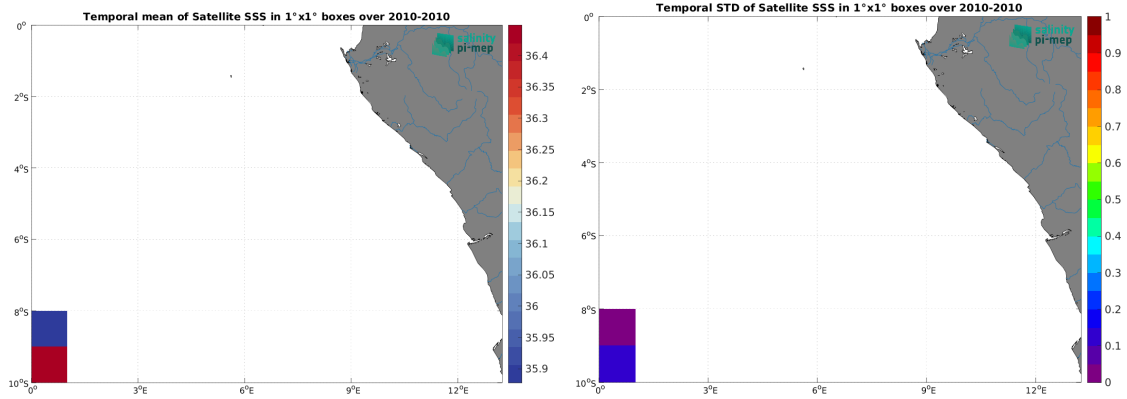 Temporal mean of Satellite SSS in 1°x1° boxes over 2010-2010
0°
2°S
4°S
6°S
8°S
10°S
0°
3°E
6°E
9°E
12°E
salinity
pi-mep
36.4
36.35
36.3
36.25
36.2
36.15
36.1
36.05
36
35.95
35.9
Temporal STD of Satellite SSS in 1°x1° boxes over 2010-2010
0°
2°S
4°S
6°S
8°S
10°S
0°
3°E
6°E
9°E
12°E
salinity
pi-mep
1
0.9
0.8
0.7
0.6
0.5
0.4
0.3
0.2
0.1
0